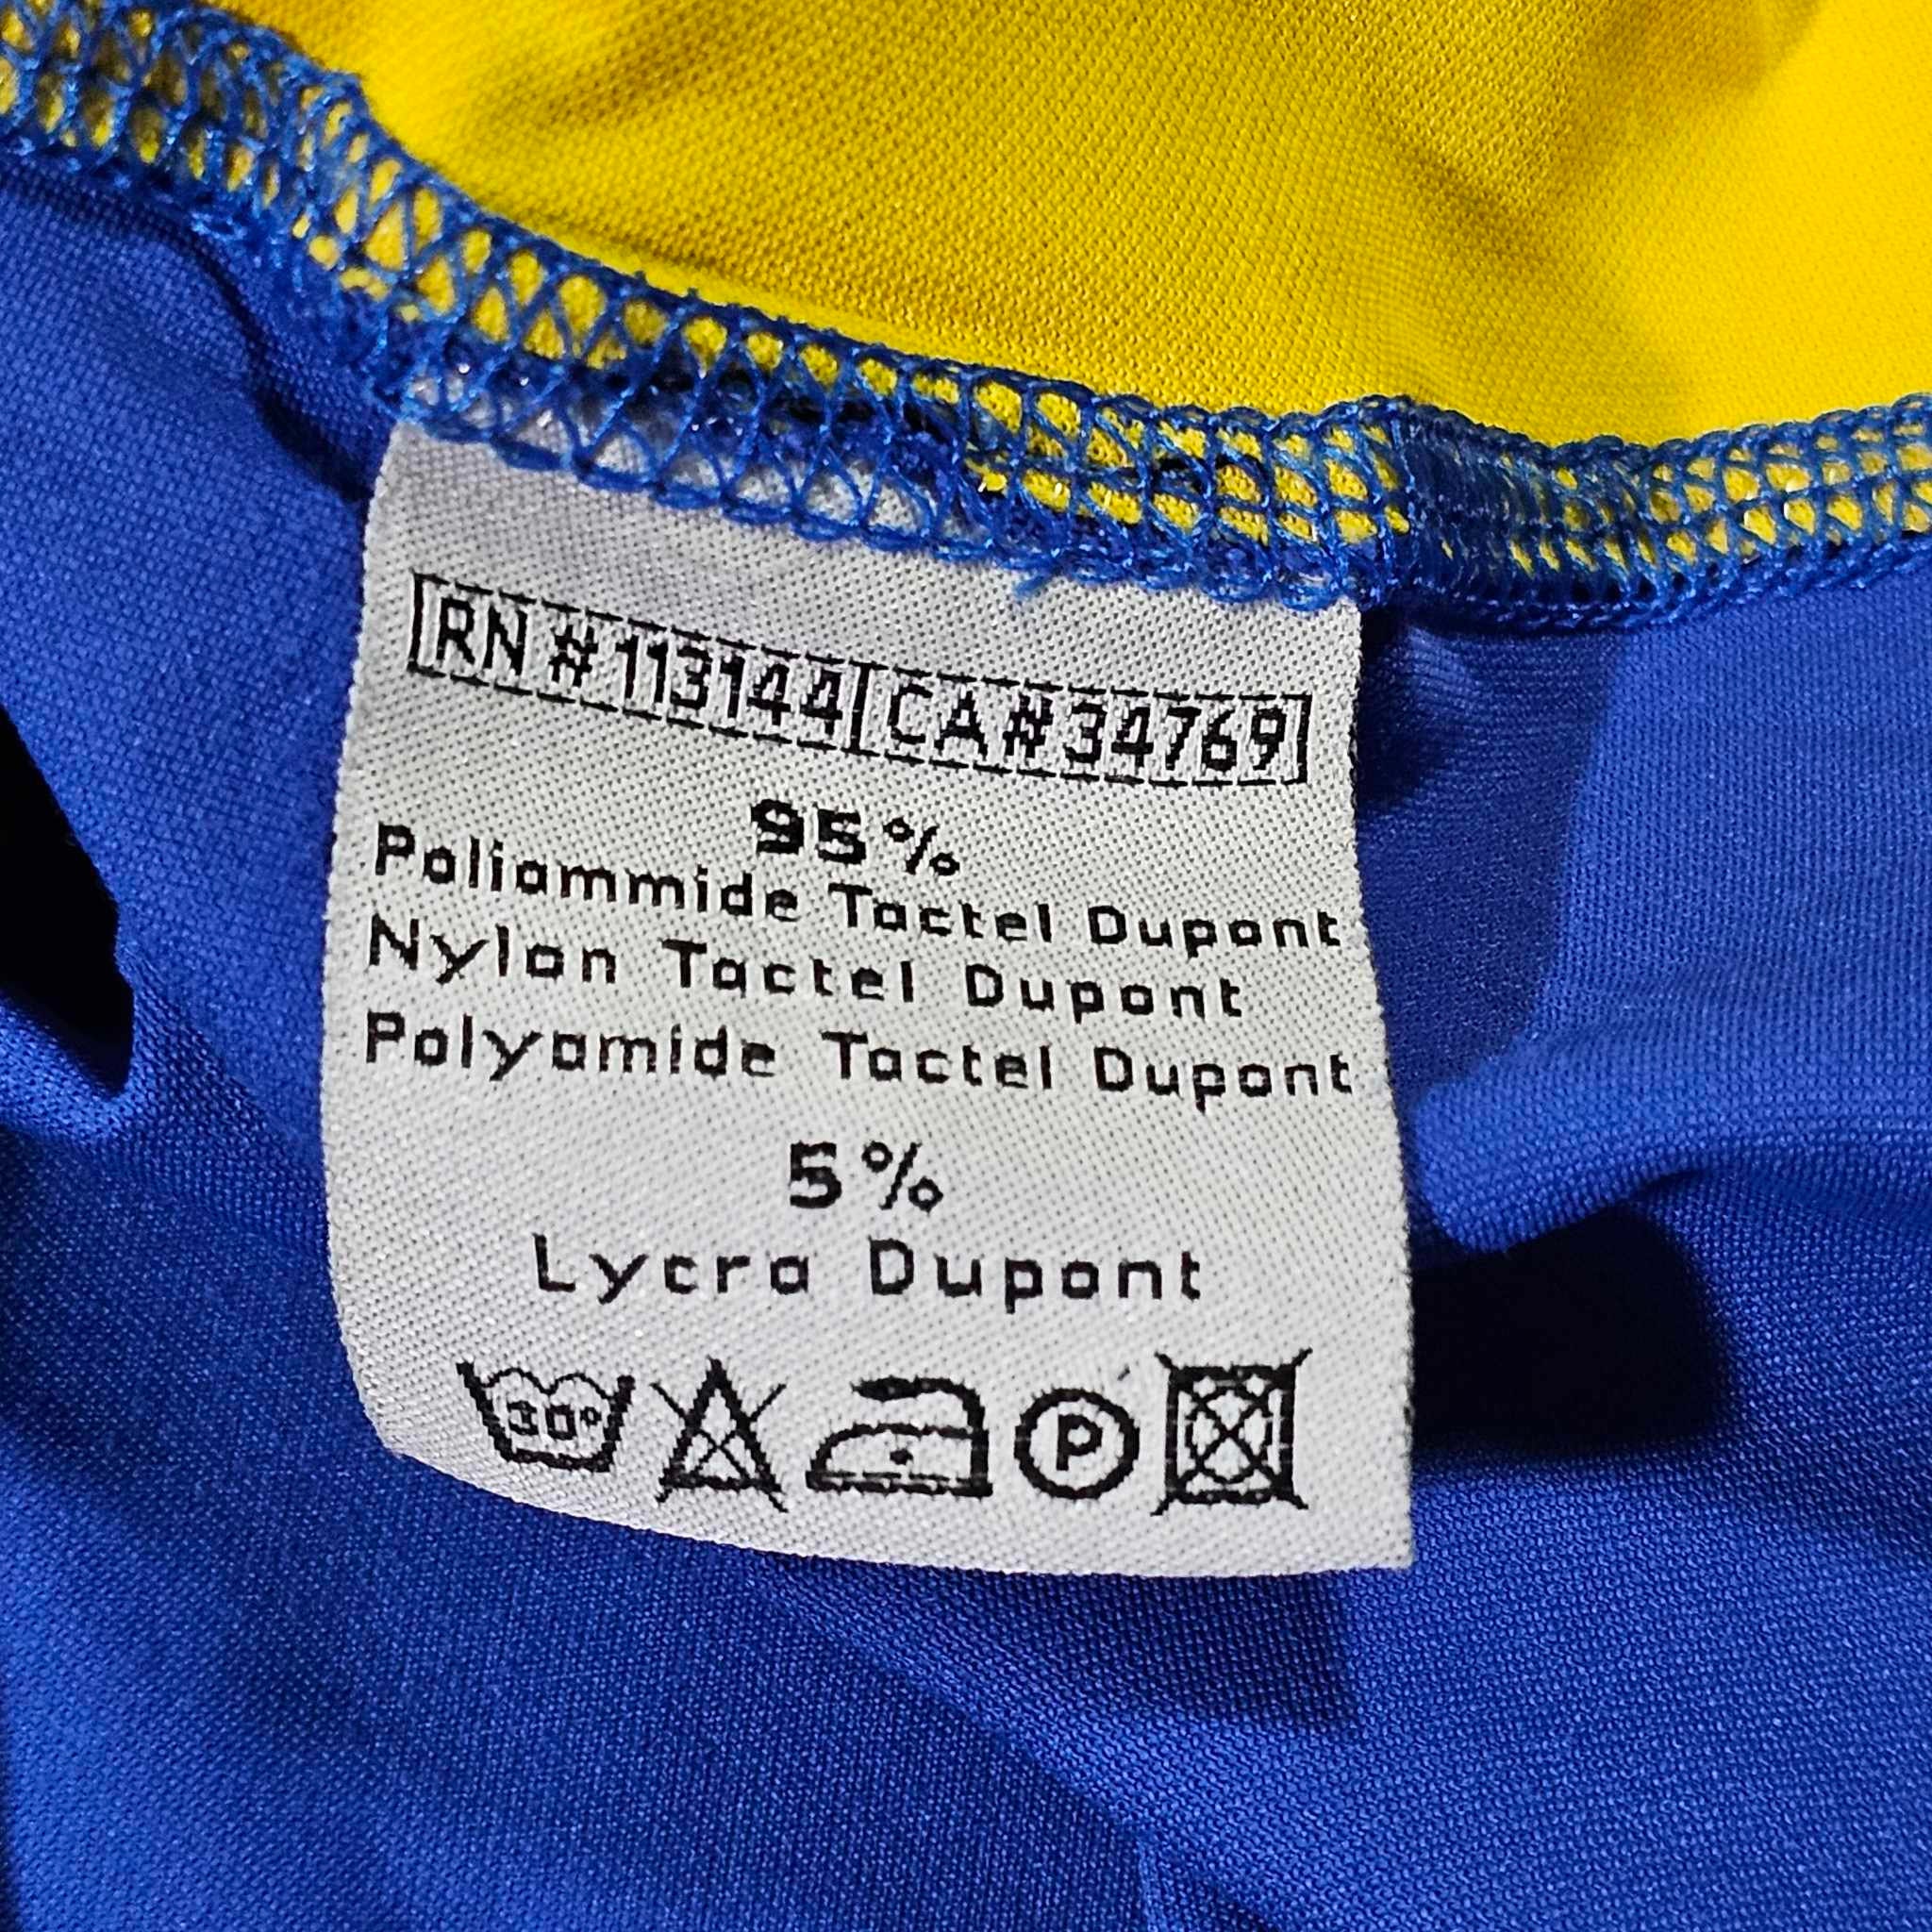 RN #113144 CA #34769
95%
Poliammide Tactel Dupont
Nylon Tactel Dupont
Polyamide Tactel Dupont
5%
Lycra Dupont
30° P